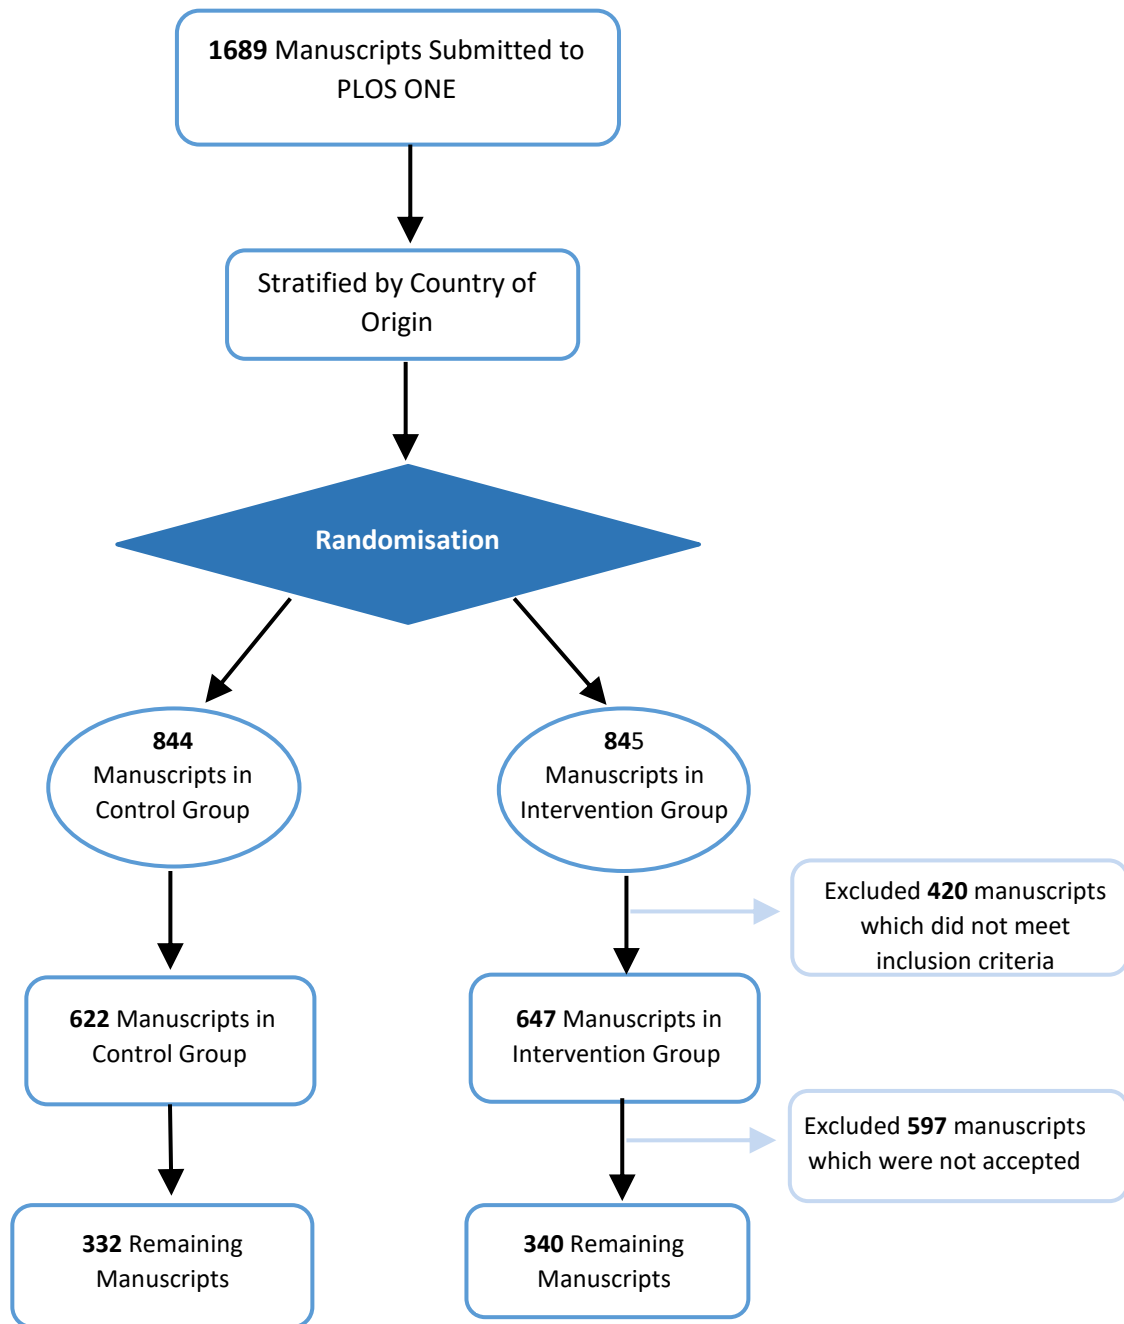 1689 Manuscripts Submitted to
PLOS ONE
Stratified by Country of
Origin
Randomisation
844
Manuscripts in
Control Group
845
Manuscripts in
Intervention Group
Excluded 420 manuscripts
which did not meet
inclusion criteria
622 Manuscripts in
Control Group
647 Manuscripts in
Intervention Group
Excluded 597 manuscripts
which were not accepted
332 Remaining
Manuscripts
340 Remaining
Manuscripts